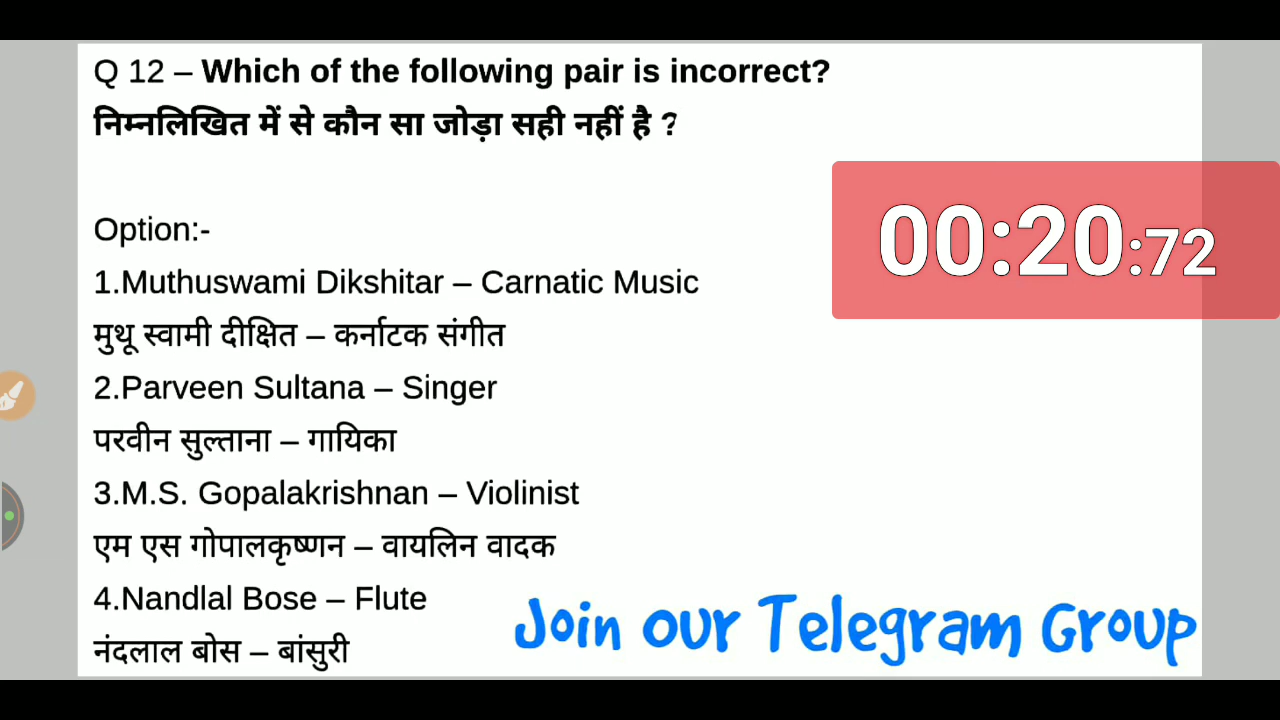 Q 12 – Which of the following pair is incorrect?
निम्नलिखित में से कौन सा जोड़ा सही नहीं है ?
00:20:72
Option:-
1.Muthuswami Dikshitar – Carnatic Music
मुथू स्वामी दीक्षित – कर्नाटक संगीत
2.Parveen Sultana – Singer
परवीन सुल्ताना – गायिका
3.M.S. Gopalakrishnan – Violinist
एम एस गोपालकृष्णन – वायलिन वादक
4.Nandlal Bose – Flute
नंदलाल बोस – बांसुरी
Join our Telegram Group